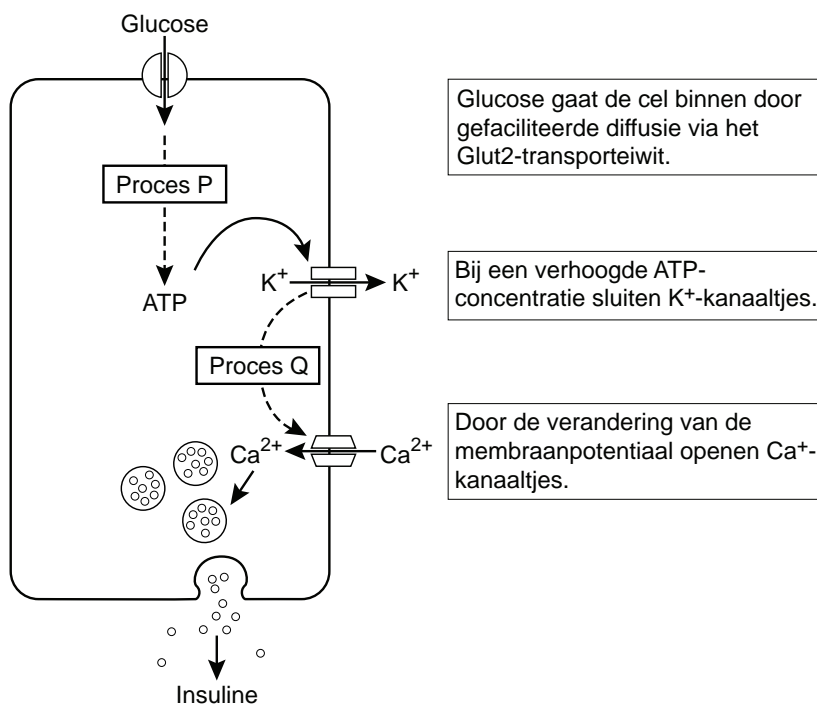 Glucose
Glucose gaat de cel binnen door
gefaciliteerde diffusie via het
Glut2-transporteiwit.
Proces P
ATP
K+
K+
Bij een verhoogde ATP-
concentratie sluiten K+-kanaaltjes.
Proces Q
Ca2+
Ca2+
Door de verandering van de
membraanpotentiaal openen Ca+-
kanaaltjes.
Insuline